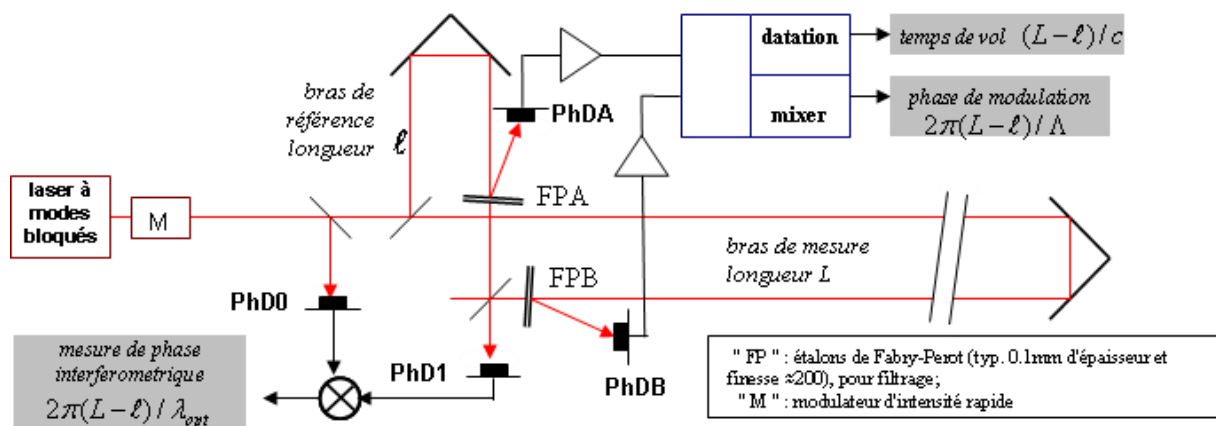 datation
temps de vol (L−ℓ)/c
mixer
phase de modulation
2π(L−ℓ)/Λ
bras de
référence
longueur
ℓ
PhDA
FPA
laser à
modes
bloqués
M
bras de mesure
longueur L
FPB
PhD0
PhDB
PhD1
mesure de phase
interferometrique
2π(L−ℓ)/λopt
" FP " : étalons de Fabry-Perot (typ. 0.1mm d'épaisseur et
finesse ≈200), pour filtrage;
" M " : modulateur d'intensité rapide